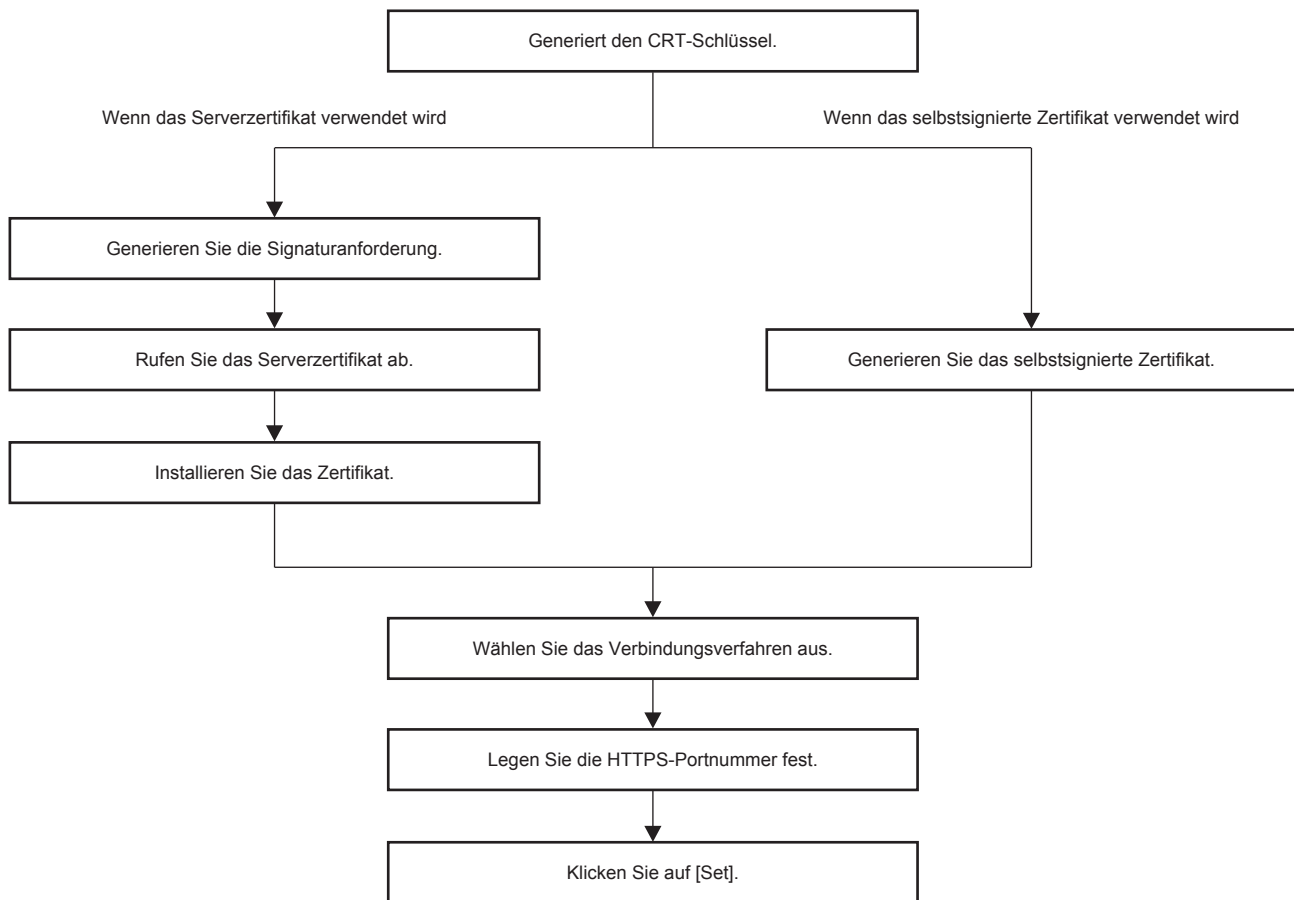 Generiert den CRT-Schlüssel.
Wenn das Serverzertifikat verwendet wird
Wenn das selbstsignierte Zertifikat verwendet wird
Generieren Sie die Signaturanforderung.
Rufen Sie das Serverzertifikat ab.
Generieren Sie das selbstsignierte Zertifikat.
Installieren Sie das Zertifikat.
Wählen Sie das Verbindungsverfahren aus.
Legen Sie die HTTPS-Portnummer fest.
Klicken Sie auf [Set].